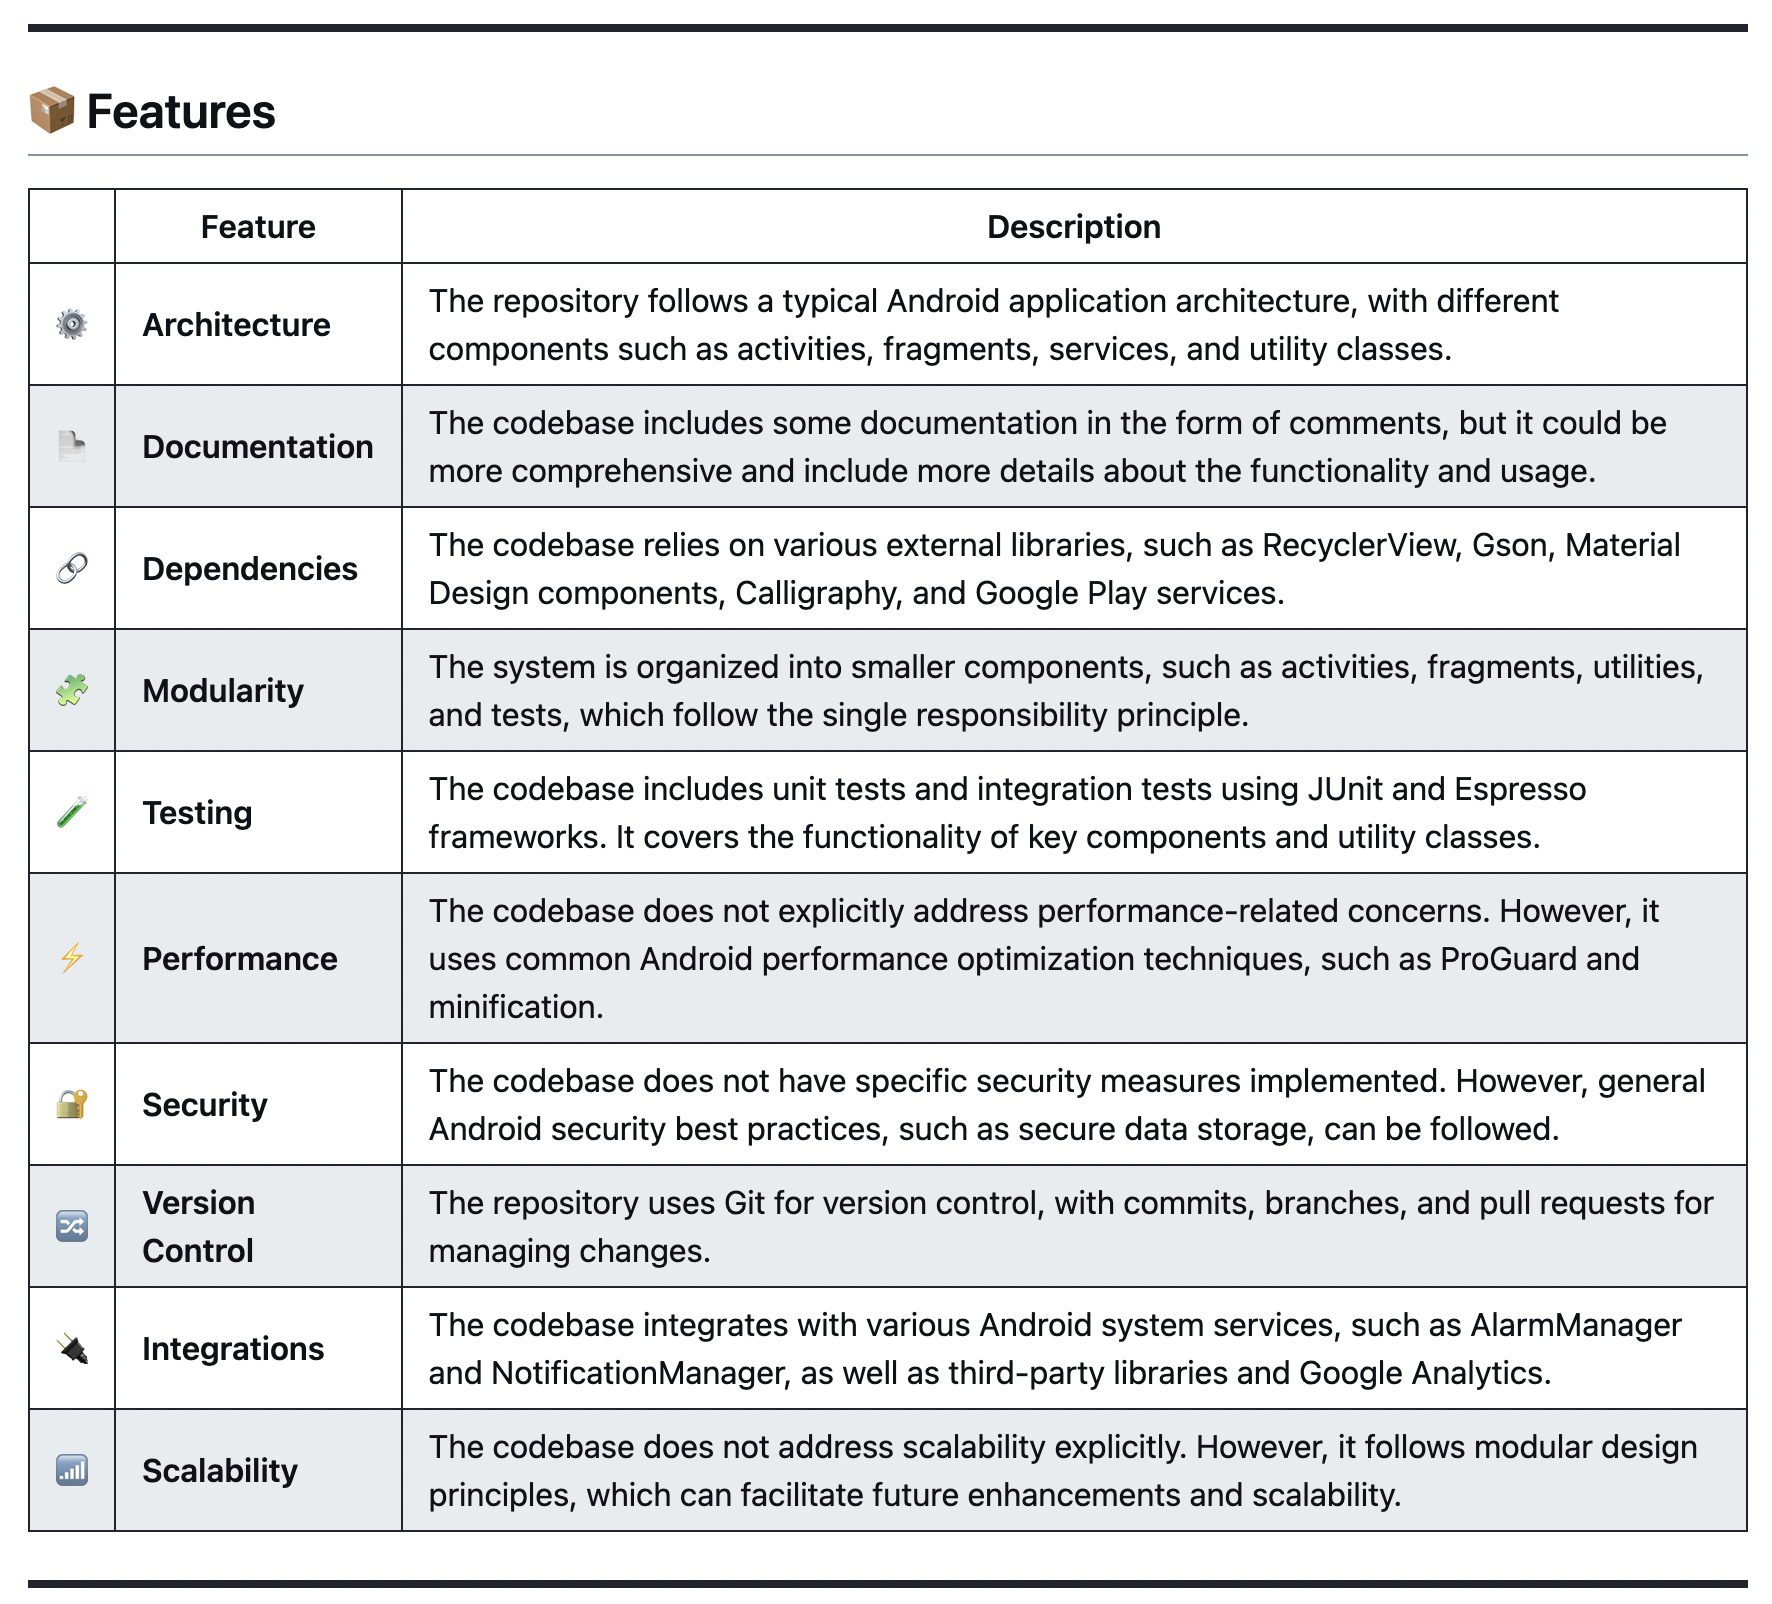 📦 Features
Feature Description
Architecture
The repository follows a typical Android application architecture, with different
components such as activities, fragments, services, and utility classes.
Documentation
The codebase includes some documentation in the form of comments, but it could be
more comprehensive and include more details about the functionality and usage.
Dependencies
The codebase relies on various external libraries, such as RecyclerView, Gson, Material
Design components, Calligraphy, and Google Play services.
Modularity
The system is organized into smaller components, such as activities, fragments, utilities,
and tests, which follow the single responsibility principle.
Testing
The codebase includes unit tests and integration tests using JUnit and Espresso
frameworks. It covers the functionality of key components and utility classes.
Performance
The codebase does not explicitly address performance-related concerns. However, it
uses common Android performance optimization techniques, such as ProGuard and
minification.
Security
The codebase does not have specific security measures implemented. However, general
Android security best practices, such as secure data storage, can be followed.
Version
Control
The repository uses Git for version control, with commits, branches, and pull requests for
managing changes.
Integrations
The codebase integrates with various Android system services, such as AlarmManager
and NotificationManager, as well as third-party libraries and Google Analytics.
Scalability
The codebase does not address scalability explicitly. However, it follows modular design
principles, which can facilitate future enhancements and scalability.